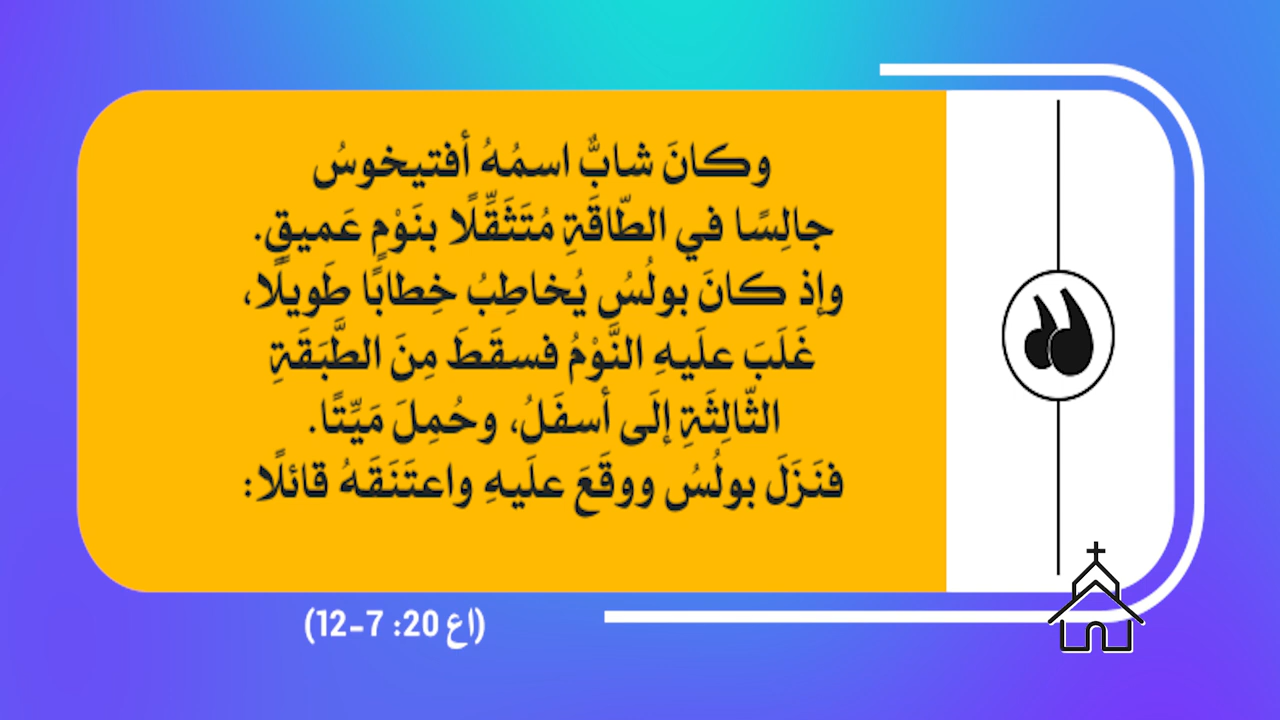 وكانَ شابٌّ اسمُهُ أفتيخوسُ
جالِسًا في الطّاقَةِ مُتَثَقِّلًا بنَوْمٍ عَميقٍ.
وإذ كانَ بولُسُ يُخاطِبُ خِطابًا طَويلًا،
غَلَبَ علَيهِ النَّوْمُ فسقَطَ مِنَ الطَّبَقَةِ
الثّالِثَةِ إلَى أسفَلُ، وحُمِلَ مَيِّتًا.
فنَزَلَ بولُسُ ووقَعَ علَيهِ واعتَنَقَهُ قائلًا:
(اع 20: 7-12)